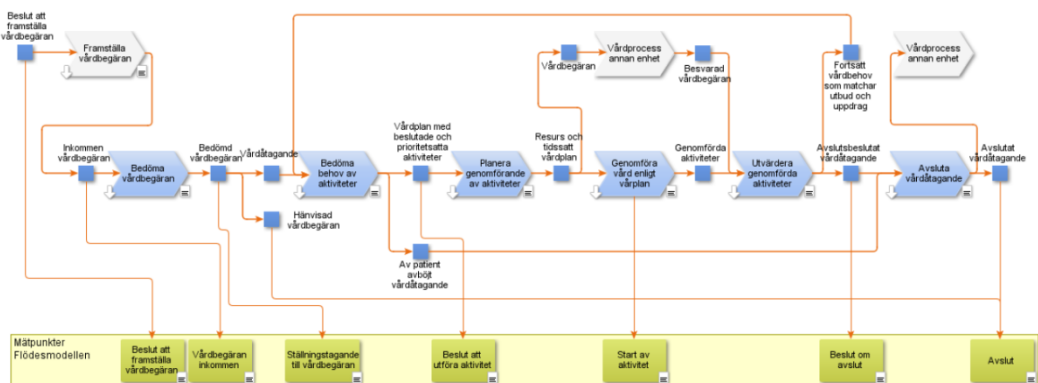 Beslut att
framställa
vårdbegäran
Framställa
vårdbegäran
Vårdbegäran
Vårdprocess
annan enhet
Besvarad
vårdbegäran
Fortsatt
vårdbehov
som matchar
utbud och
uppdrag
Vårdprocess
annan enhet
Inkommen
vårdbegäran
Bedöma
vårdbegäran
Bedömd
vårdbegäran
Vårdåtagande
Bedöma
behov av
aktiviteter
Vårdplan med
beslutade och
prioritetsatta
aktiviteter
Planera
genomförande
av aktiviteter
Resurs och
tidssatt
vårdplan
Genomföra
vård enligt
vårplan
Genomförda
aktiviteter
Utvärdera
genomförda
aktiviteter
Avslutsbeslutat
vårdåtagande
Avsluta
vårdåtagande
Avslutat
vårdåtagande
Hänvisad
vårdbegäran
Av patient
avböjt
vårdåtagande
Mätpunkter
Flödesmodellen
Beslut att
framställa
vårdbegäran
Vårdbegäran
inkommen
Ställningstagande
till vårdbegäran
Beslut att
utföra aktivitet
Start av
aktivitet
Beslut om
avslut
Avslut